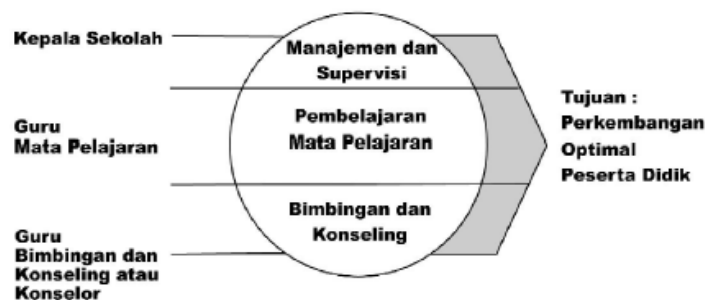 Kepala Sekolah
Manajemen dan
Supervisi
Guru
Mata Pelajaran
Pembelajaran
Mata Pelajaran
Tujuan :
Perkembangan
Optimal
Peserta Didik
Guru
Bimbingan dan
Konseling atau
Konselor
Bimbingan dan
Konseling